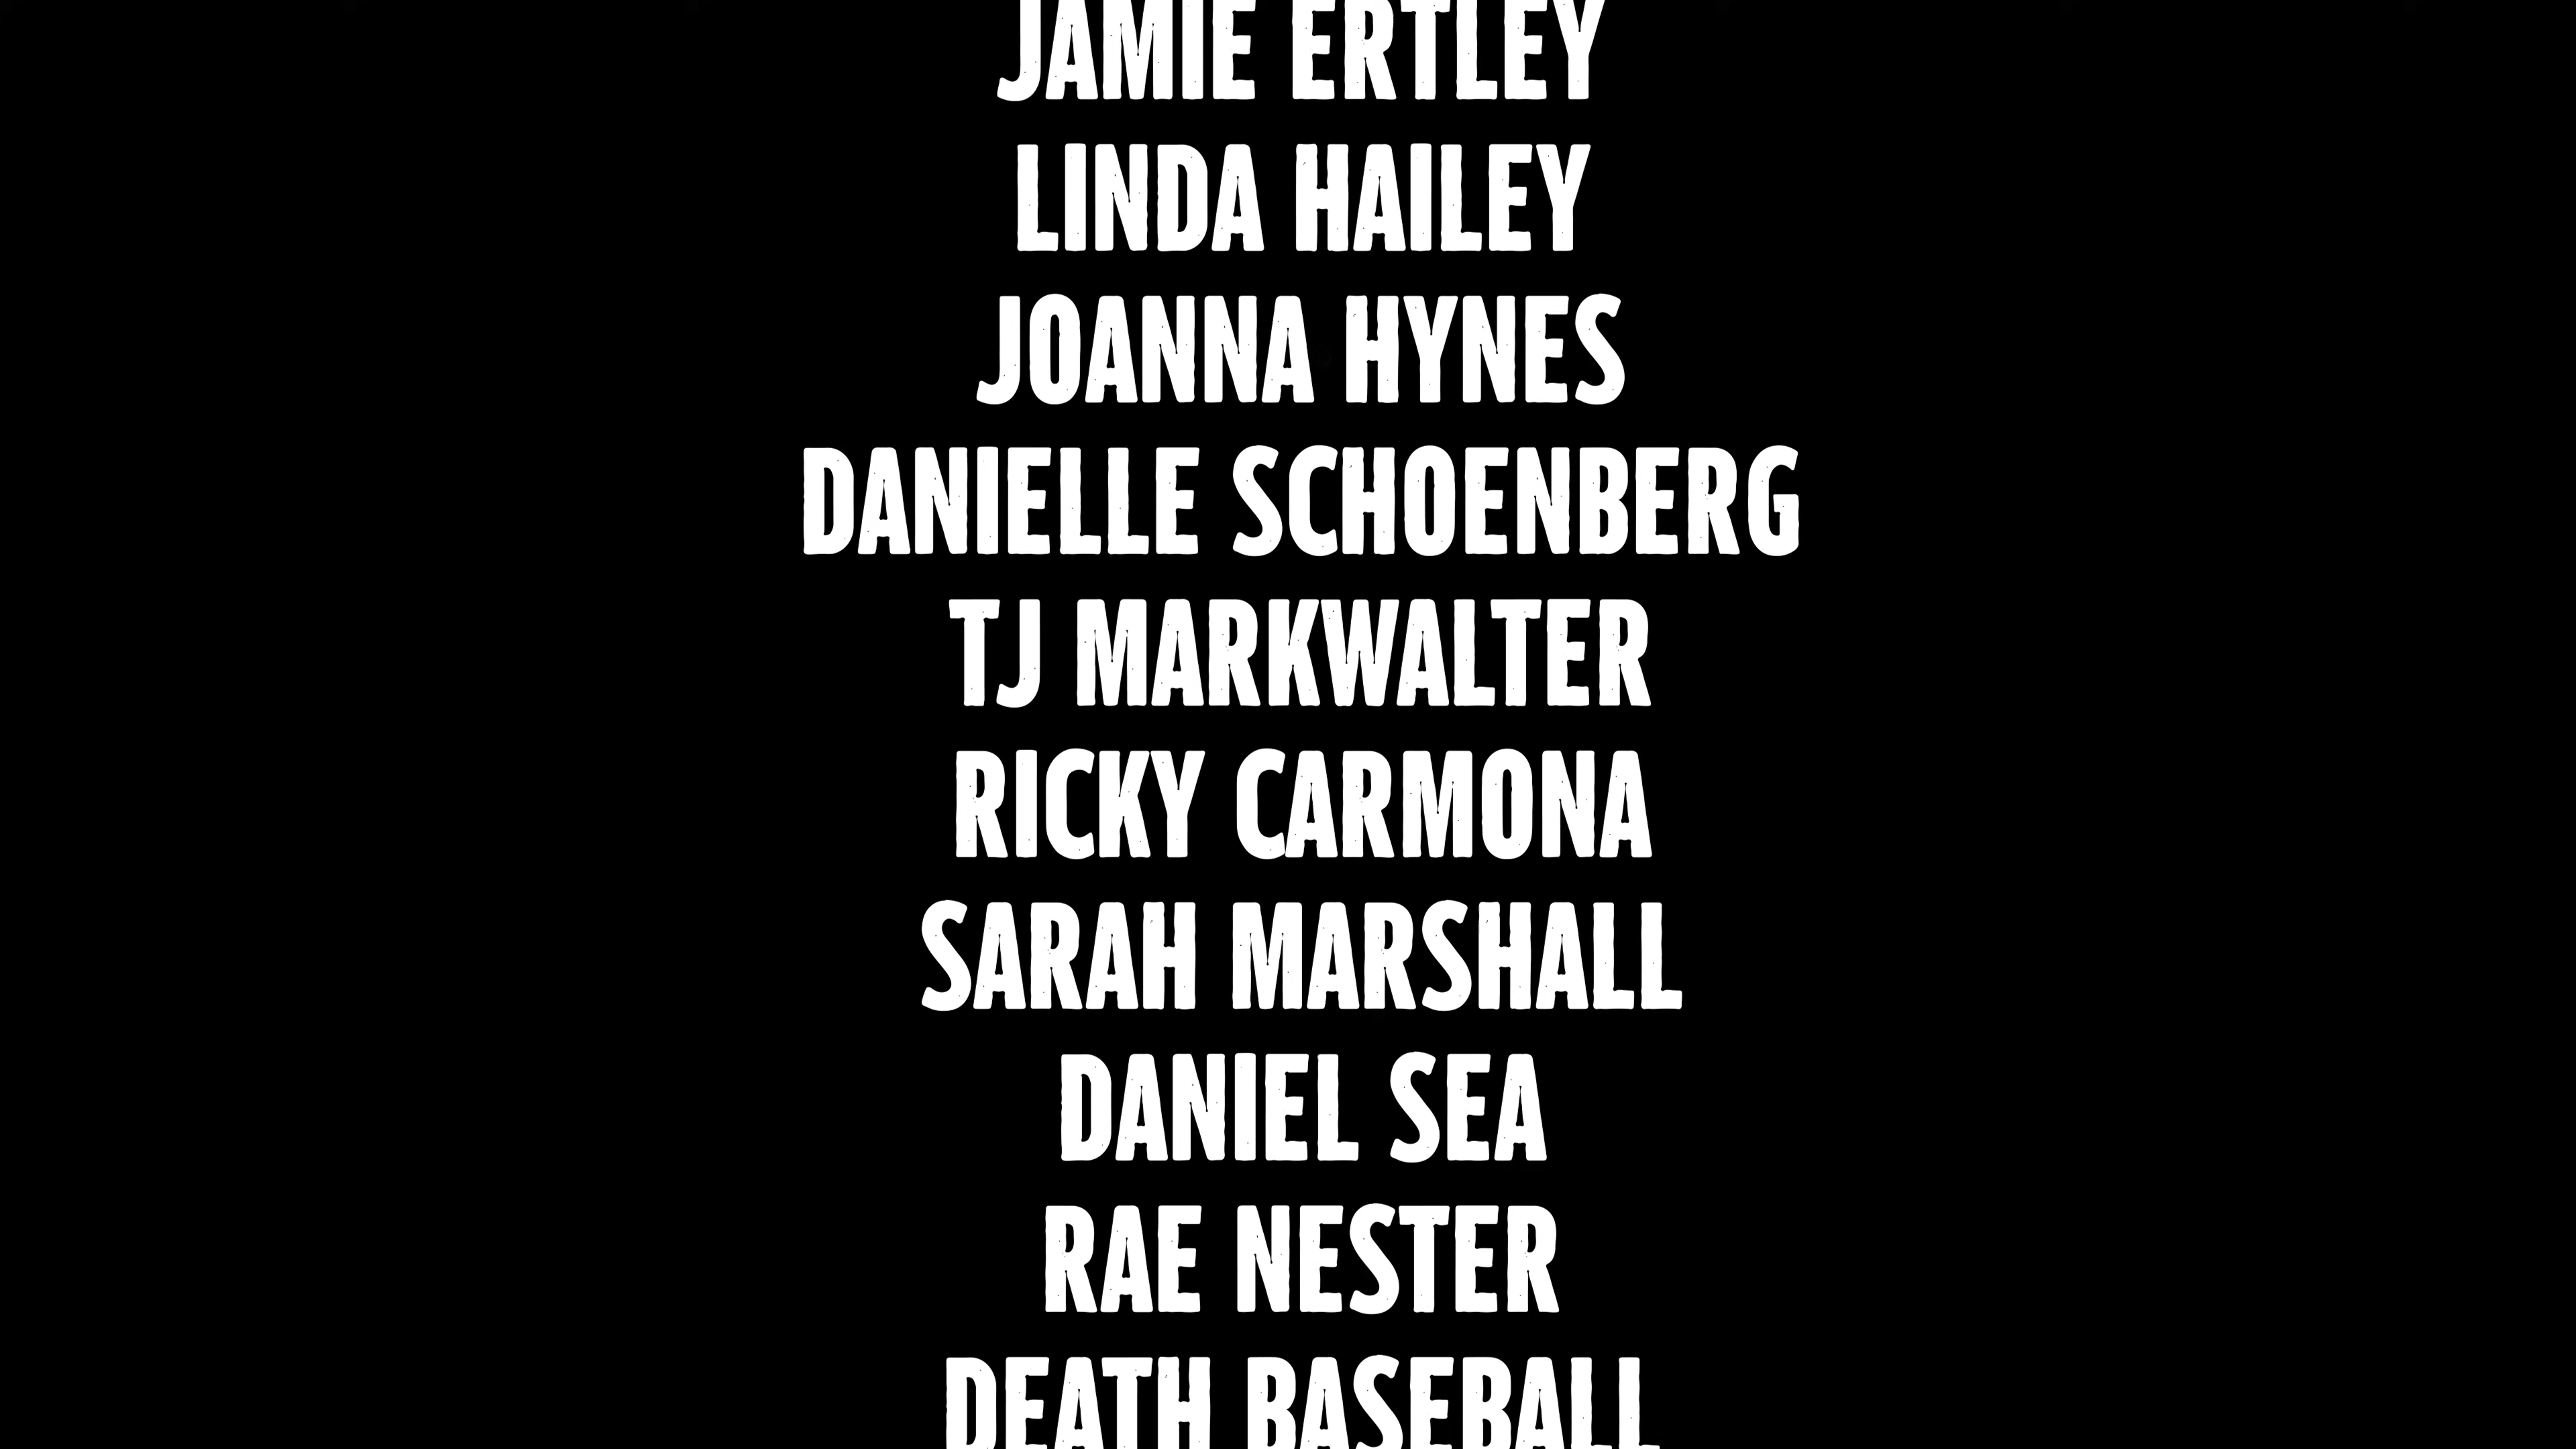 JAMIE ERTLEY
LINDA HAILEY
JOANNA HYNES
DANIELLE SCHOENBERG
TJ MARKWALTER
RICKY CARMONA
SARAH MARSHALL
DANIEL SEA
RAE NESTER
DEATH BASEBALL